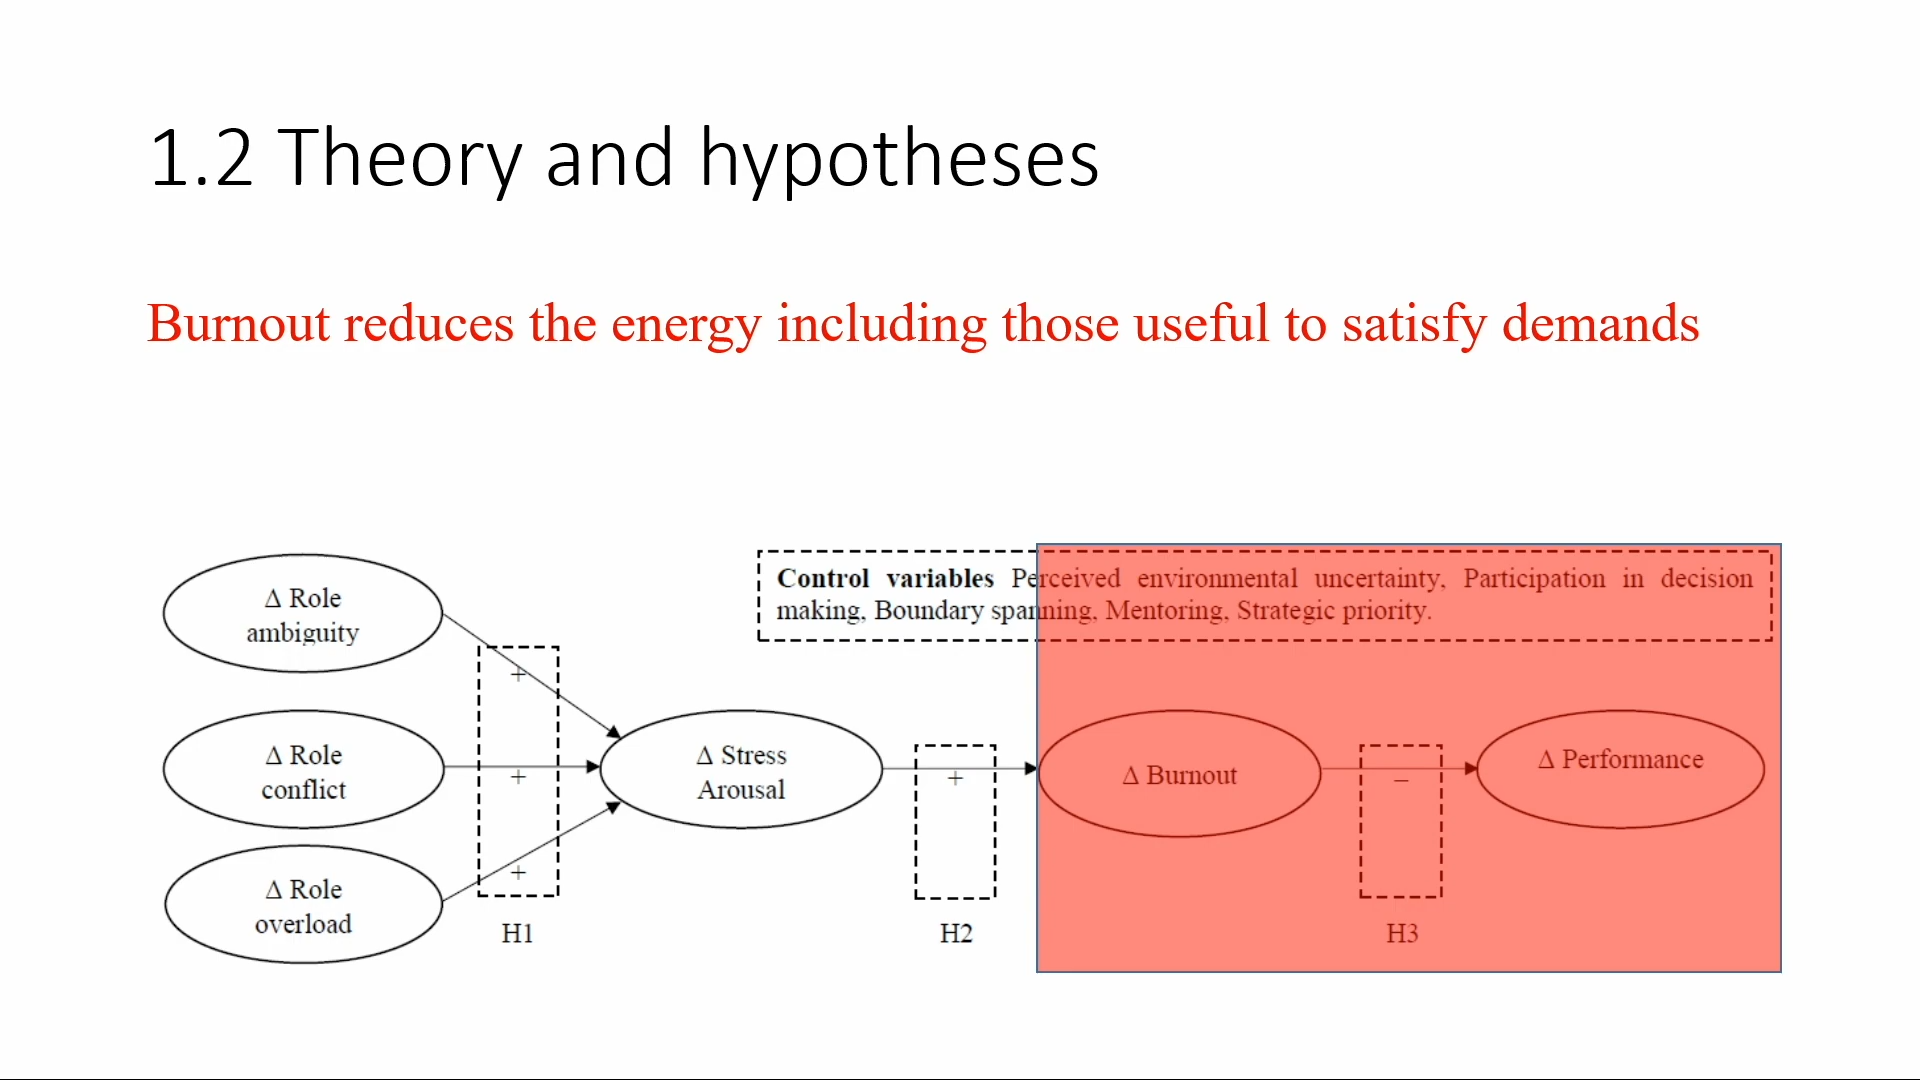 1.2 Theory and hypotheses
Burnout reduces the energy including those useful to satisfy demands
Control variables Perceived environmental uncertainty, Participation in decision
making, Boundary spanning, Mentoring, Strategic priority.
Δ Role
ambiguity
+
Δ Role
conflict
+
Δ Stress
Arousal
+
Δ Burnout
–
Δ Performance
Δ Role
overload
+
H1
H2
H3